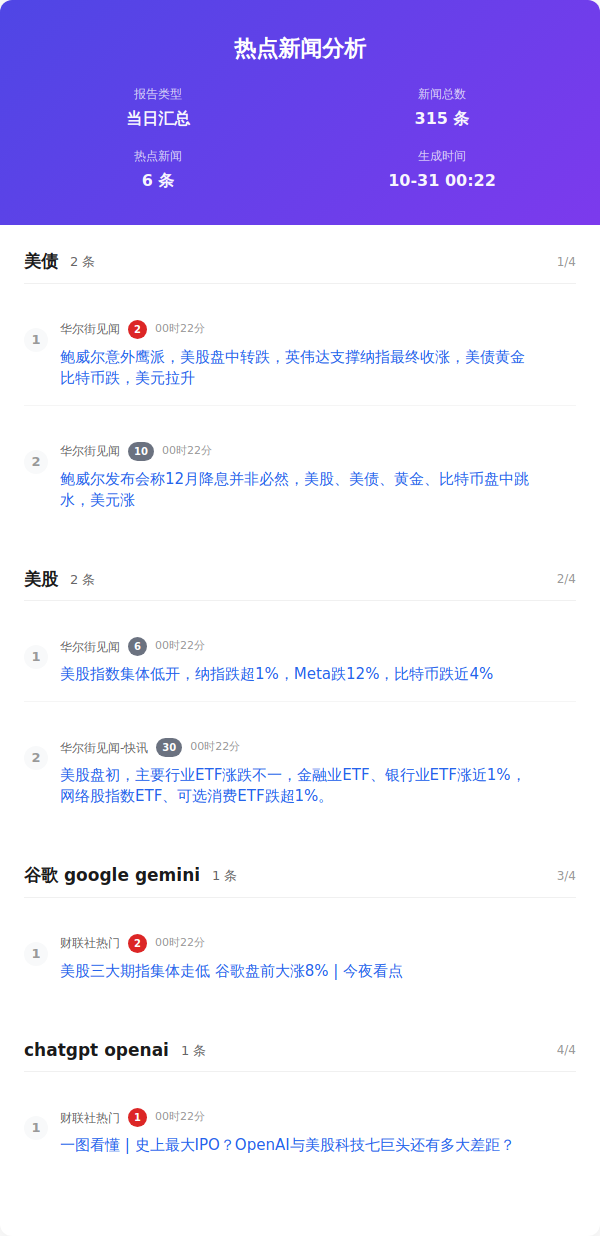 热点新闻分析
报告类型
新闻总数
当日汇总
315 条
热点新闻
生成时间
6 条
10-31 00:22
美债 2 条 1/4
1
华尔街见闻 2 00时22分
鲍威尔意外鹰派，美股盘中转跌，英伟达支撑纳指最终收涨，美债黄金
比特币跌，美元拉升
2
华尔街见闻 10 00时22分
鲍威尔发布会称12月降息并非必然，美股、美债、黄金、比特币盘中跳
水，美元涨
美股 2 条 2/4
1
华尔街见闻 6 00时22分
美股指数集体低开，纳指跌超1%，Meta跌12%，比特币跌近4%
2
华尔街见闻-快讯 30 00时22分
美股盘初，主要行业ETF涨跌不一，金融业ETF、银行业ETF涨近1%，
网络股指数ETF、可选消费ETF跌超1%。
谷歌 google gemini 1 条 3/4
1
财联社热门 2 00时22分
美股三大期指集体走低 谷歌盘前大涨8% | 今夜看点
chatgpt openai 1 条 4/4
1
财联社热门 1 00时22分
一图看懂 | 史上最大IPO？OpenAI与美股科技七巨头还有多大差距？